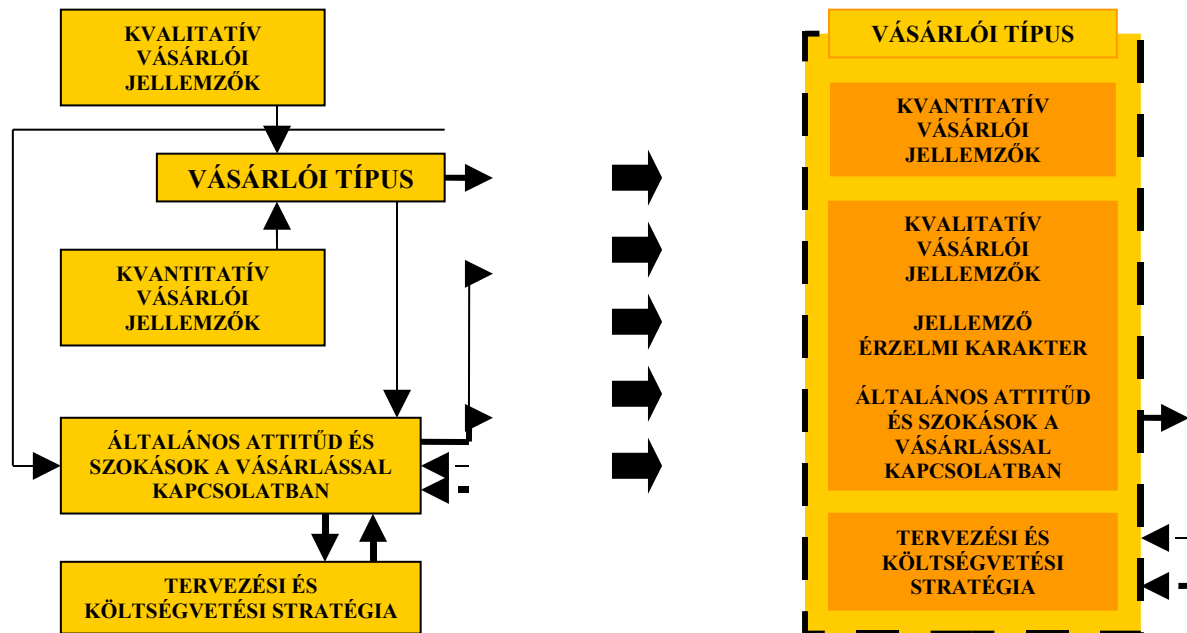 KVALITATÍV
VÁSÁRLÓI
JELLEMZŐK
VÁSÁRLÓI TÍPUS
KVANTITATÍV
VÁSÁRLÓI
JELLEMZŐK
ÁLTALÁNOS ATTITŰD ÉS
SZOKÁSOK A VÁSÁRLÁSSAL
KAPCSOLATBAN
TERVEZÉSI ÉS
KÖLTSÉGVETÉSI STRATÉGIA
VÁSÁRLÓI TÍPUS
KVANTITATÍV
VÁSÁRLÓI
JELLEMZŐK
KVALITATÍV
VÁSÁRLÓI
JELLEMZŐK
JELLEMZŐ
ÉRZELMI KARAKTER
ÁLTALÁNOS ATTITŰD
ÉS SZOKÁSOK A
VÁSÁRLÁSSAL
KAPCSOLATBAN
TERVEZÉSI ÉS
KÖLTSÉGVETÉSI
STRATÉGIA